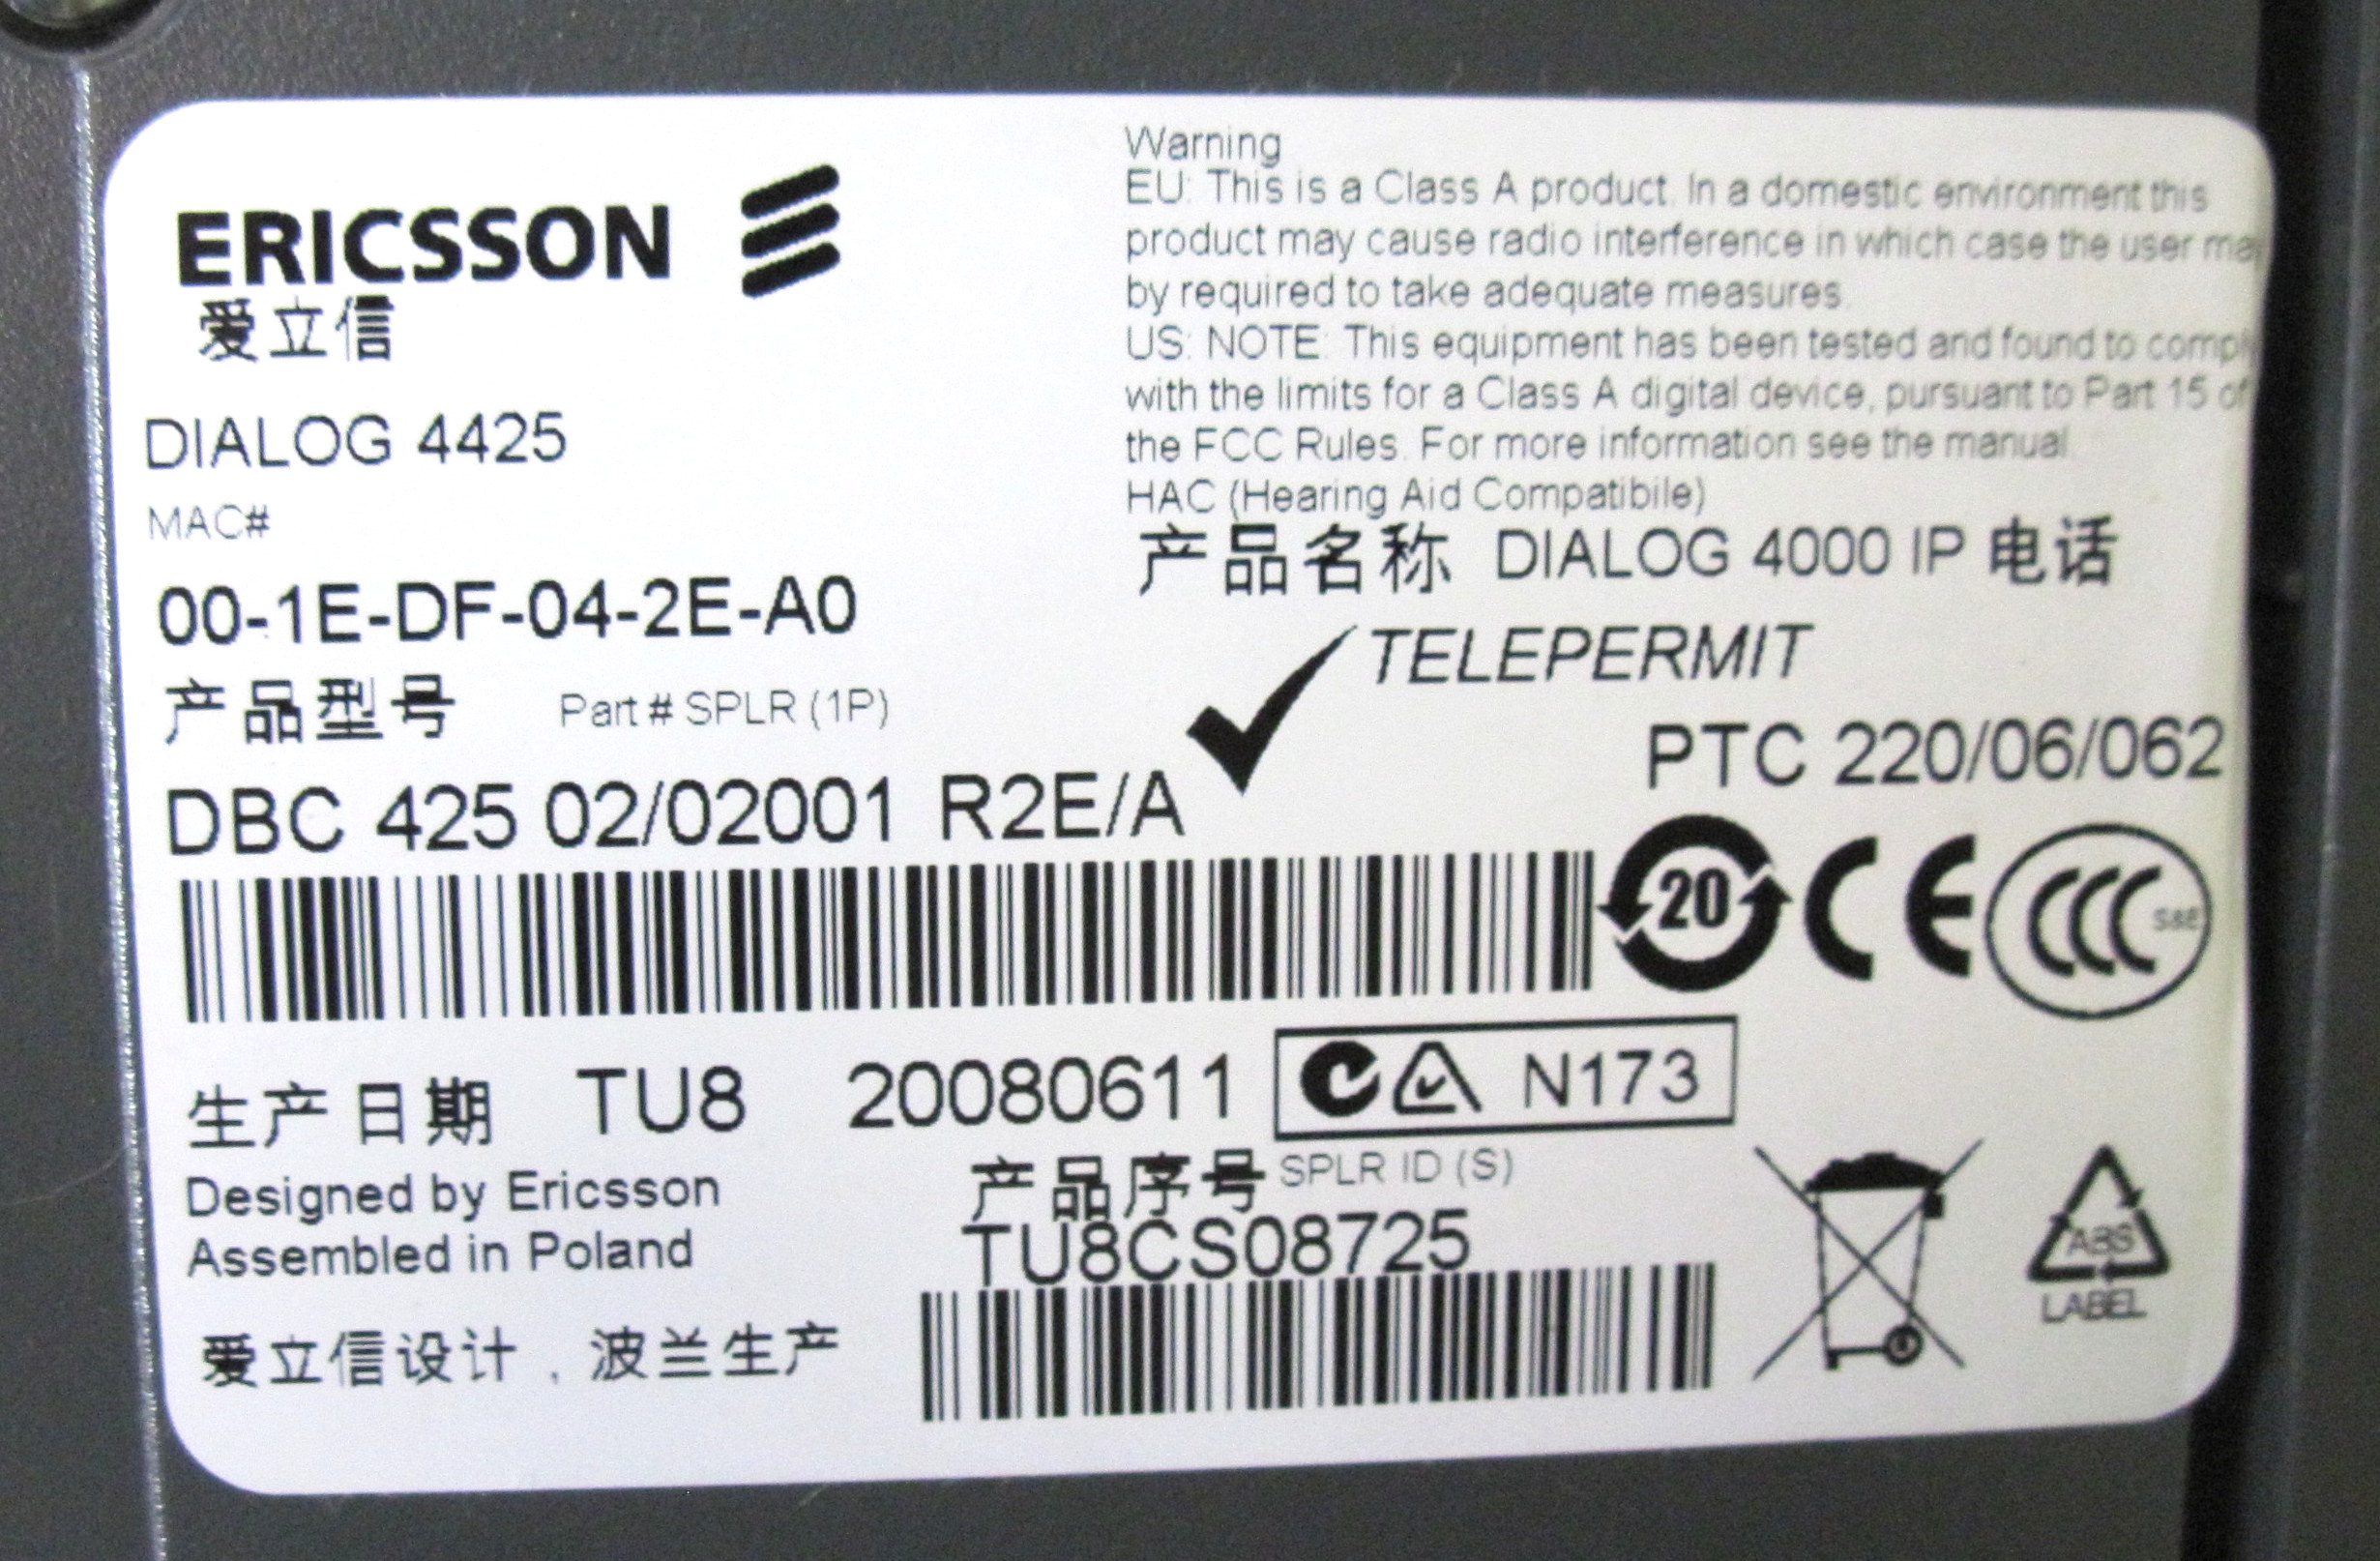 ERICSSON
爱立信
DIALOG 4425
MAC#
00-1E-DF-04-2E-A0
产品型号 Part # SPLR (1P)
DBC 425 02/02001 R2E/A
Warning
EU: This is a Class A product. In a domestic environment this
product may cause radio interference in which case the user may
by required to take adequate measures.
US: NOTE: This equipment has been tested and found to comply
with the limits for a Class A digital device, pursuant to Part 15 of
the FCC Rules. For more information see the manual.
HAC (Hearing Aid Compatibile)
产品名称 DIALOG 4000 IP 电话
TELEPERMIT
PTC 220/06/062
20 CE CCC S&E
生产日期 TU8 20080611
N173
Designed by Ericsson
Assembled in Poland
爱立信设计，波兰生产
产品序号 SPLR ID (S)
TU8CS08725
ABS
LABEL